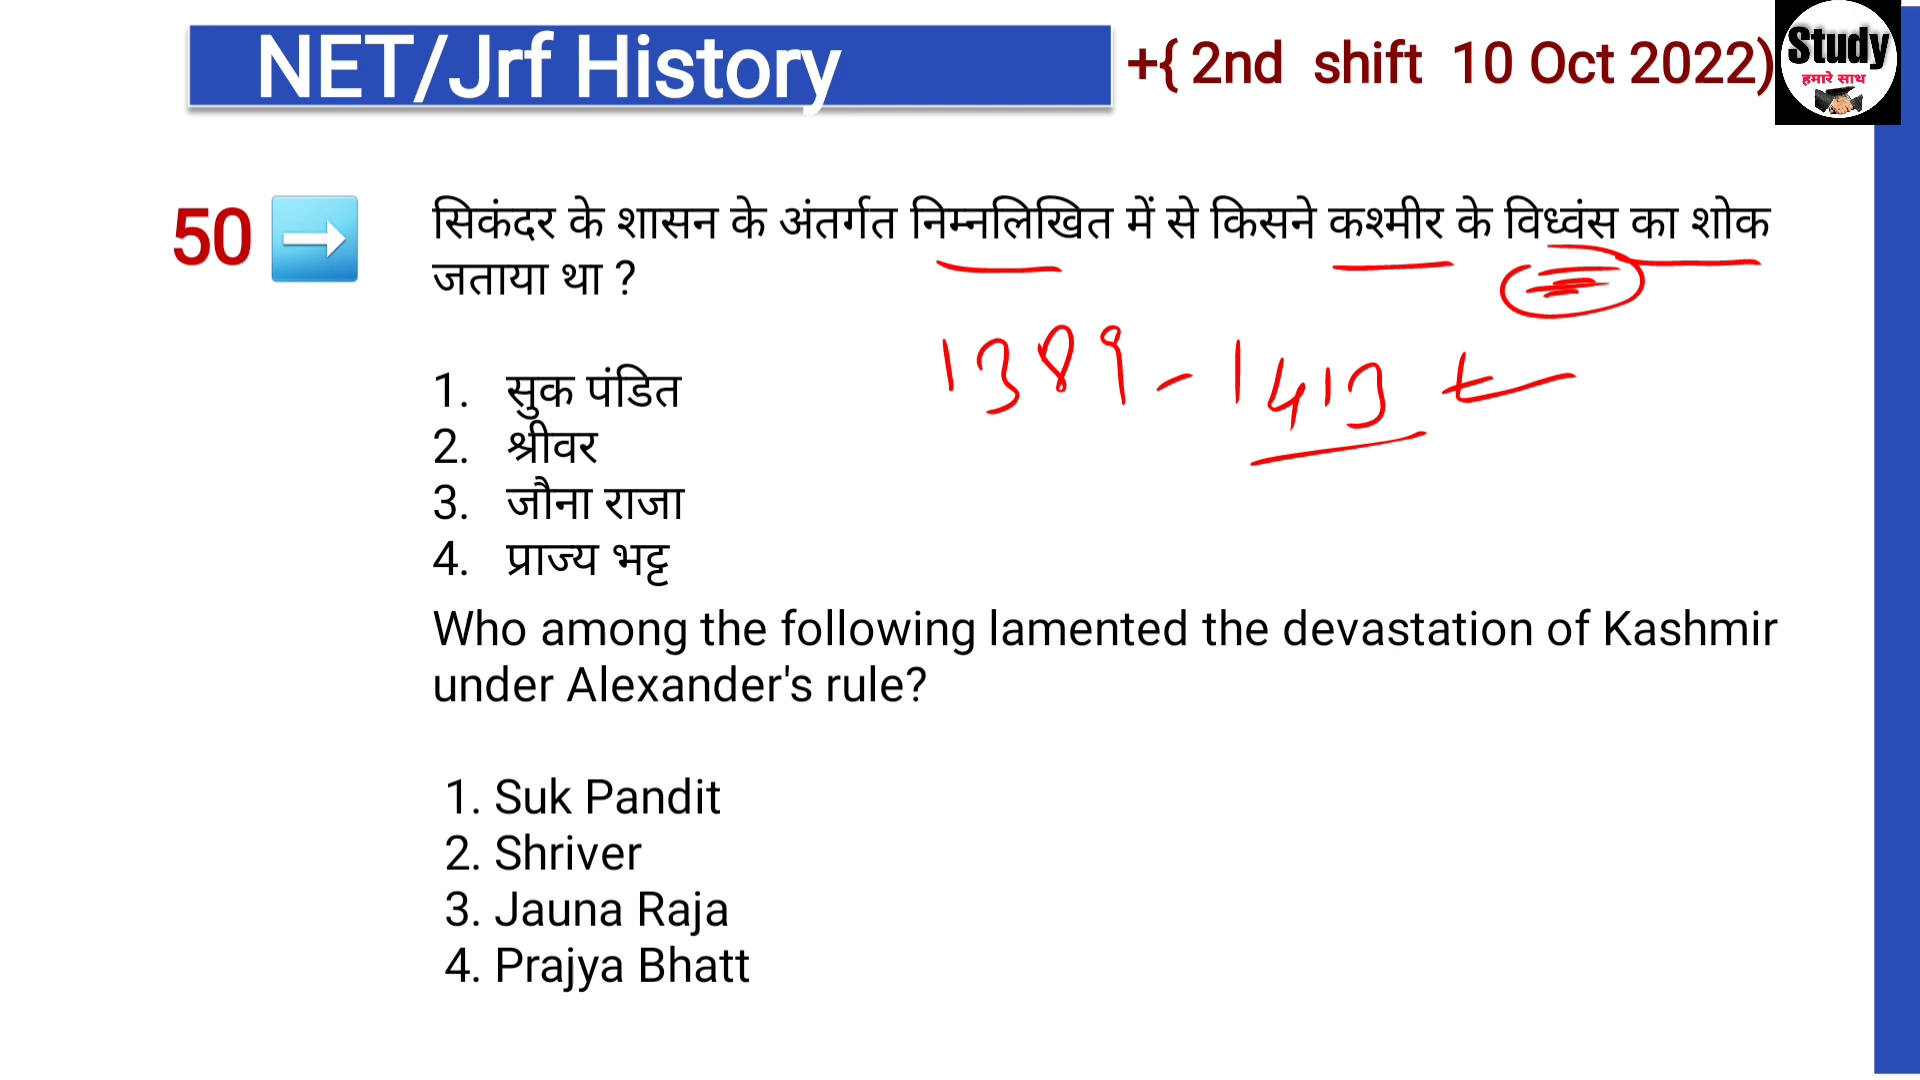 NET/Jrf History
+{ 2nd shift 10 Oct 2022)
Study
हमारे साथ
50
सिकंदर के शासन के अंतर्गत निम्नलिखित में से किसने कश्मीर के विध्वंस का शोक
जताया था ?
1389-1413
1. सुक पंडित
2. श्रीवर
3. जौना राजा
4. प्राज्य भट्ट
Who among the following lamented the devastation of Kashmir
under Alexander's rule?
1. Suk Pandit
2. Shriver
3. Jauna Raja
4. Prajya Bhatt